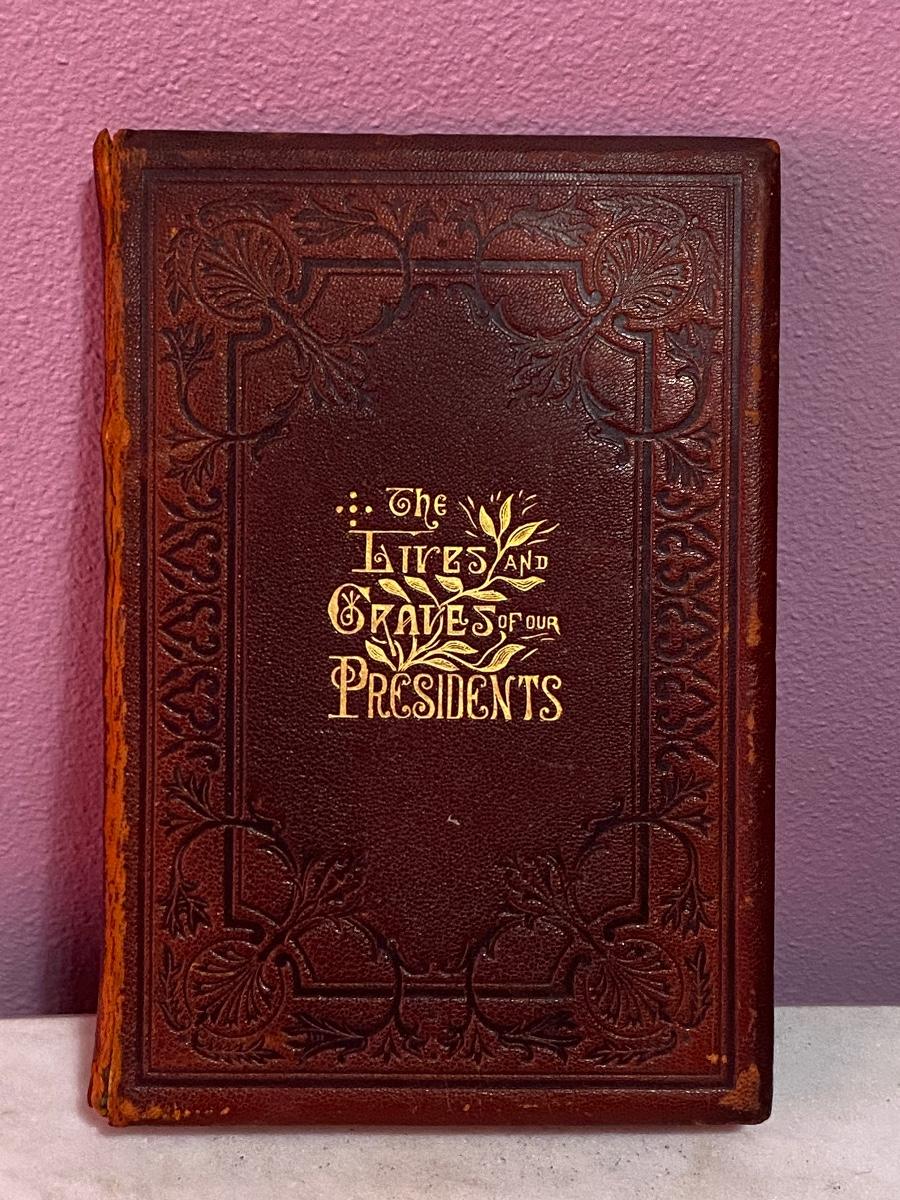 The
Lives AND
Graves OF OUR
Presidents